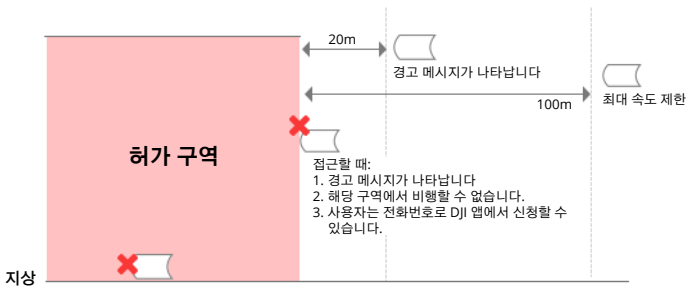 20m
경고 메시지가 나타납니다
100m
최대 속도 제한
허가 구역
접근할 때:
1. 경고 메시지가 나타납니다
2. 해당 구역에서 비행할 수 없습니다.
3. 사용자는 전화번호로 DJI 앱에서 신청할 수
있습니다.
지상